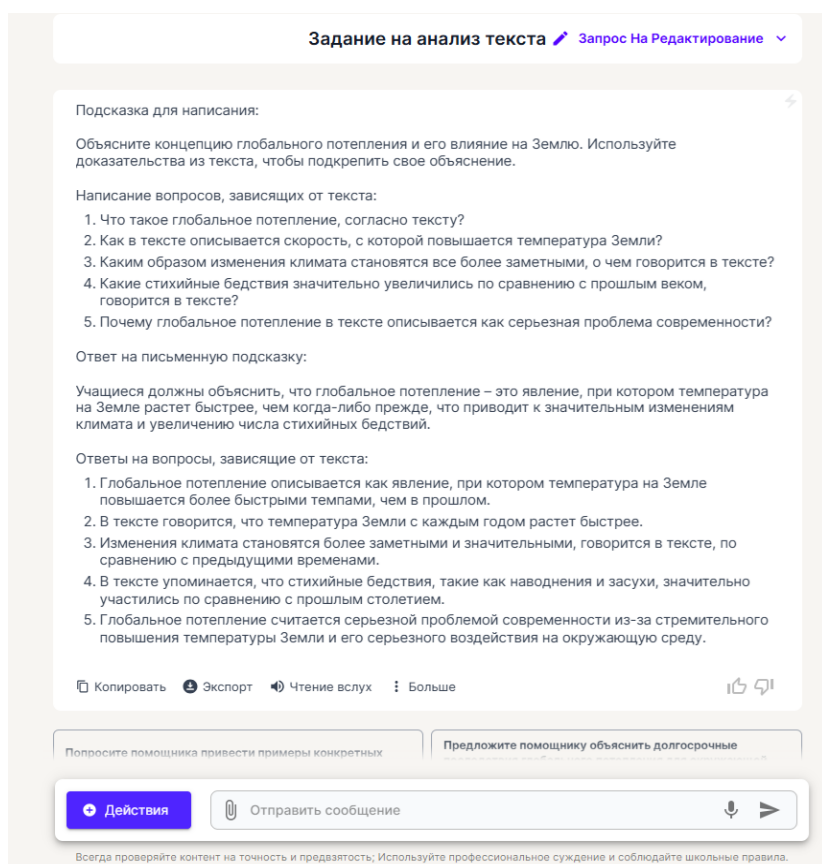 Задание на анализ текста Запрос На Редактирование
Подсказка для написания:
Объясните концепцию глобального потепления и его влияние на Землю. Используйте
доказательства из текста, чтобы подкрепить свое объяснение.
Написание вопросов, зависящих от текста:
1. Что такое глобальное потепление, согласно тексту?
2. Как в тексте описывается скорость, с которой повышается температура Земли?
3. Каким образом изменения климата становятся все более заметными, о чем говорится в тексте?
4. Какие стихийные бедствия значительно увеличились по сравнению с прошлым веком,
говорится в тексте?
5. Почему глобальное потепление в тексте описывается как серьезная проблема современности?
Ответ на письменную подсказку:
Учащиеся должны объяснить, что глобальное потепление – это явление, при котором температура
на Земле растет быстрее, чем когда-либо прежде, что приводит к значительным изменениям
климата и увеличению числа стихийных бедствий.
Ответы на вопросы, зависящие от текста:
1. Глобальное потепление описывается как явление, при котором температура на Земле
повышается более быстрыми темпами, чем в прошлом.
2. В тексте говорится, что температура Земли с каждым годом растет быстрее.
3. Изменения климата становятся более заметными и значительными, говорится в тексте, по
сравнению с предыдущими временами.
4. В тексте упоминается, что стихийные бедствия, такие как наводнения и засухи, значительно
участились по сравнению с прошлым столетием.
5. Глобальное потепление считается серьезной проблемой современности из-за стремительного
повышения температуры Земли и его серьезного воздействия на окружающую среду.
Копировать Экспорт Чтение вслух Больше
Попросите помощника привести примеры конкретных
Предложите помощнику объяснить долгосрочные
Действия Отправить сообщение
Всегда проверяйте контент на точность и предвзятость; Используйте профессиональное суждение и соблюдайте школьные правила.